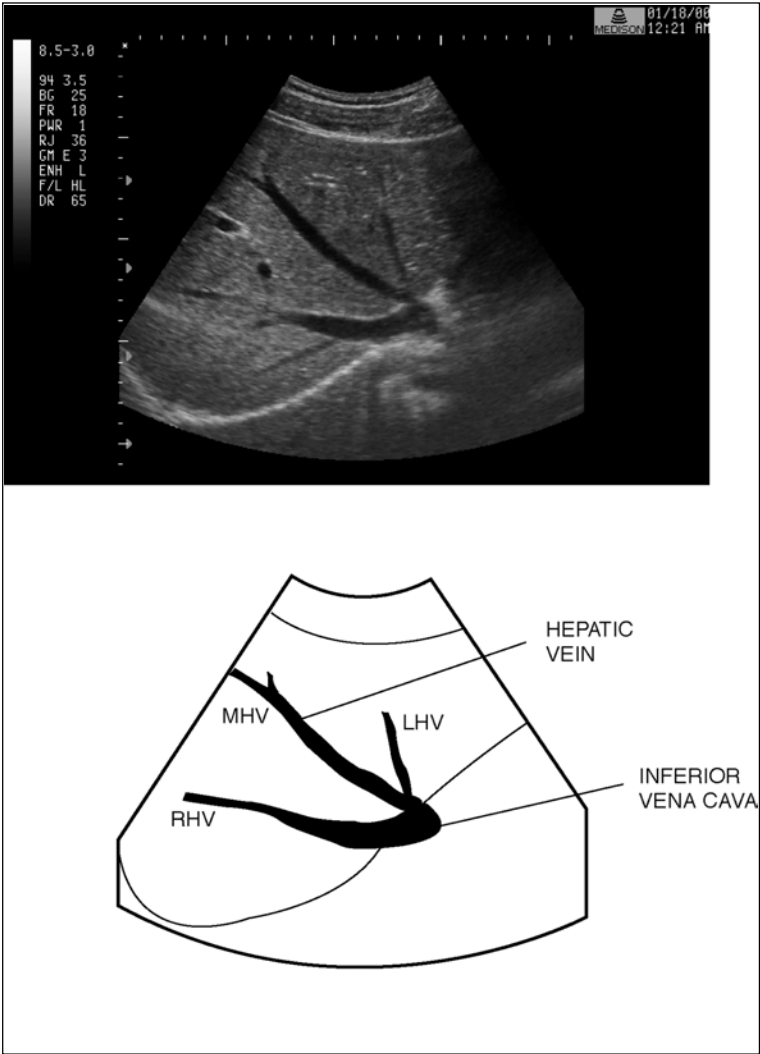 01/18/00
MEDISON 12:21 AM
8.5-3.0
94 3.5
BG 25
FR 18
PWR 1
RJ 36
GM E 3
ENH L
F/L HL
DR 65
HEPATIC
VEIN
MHV
LHV
INFERIOR
VENA CAVA
RHV